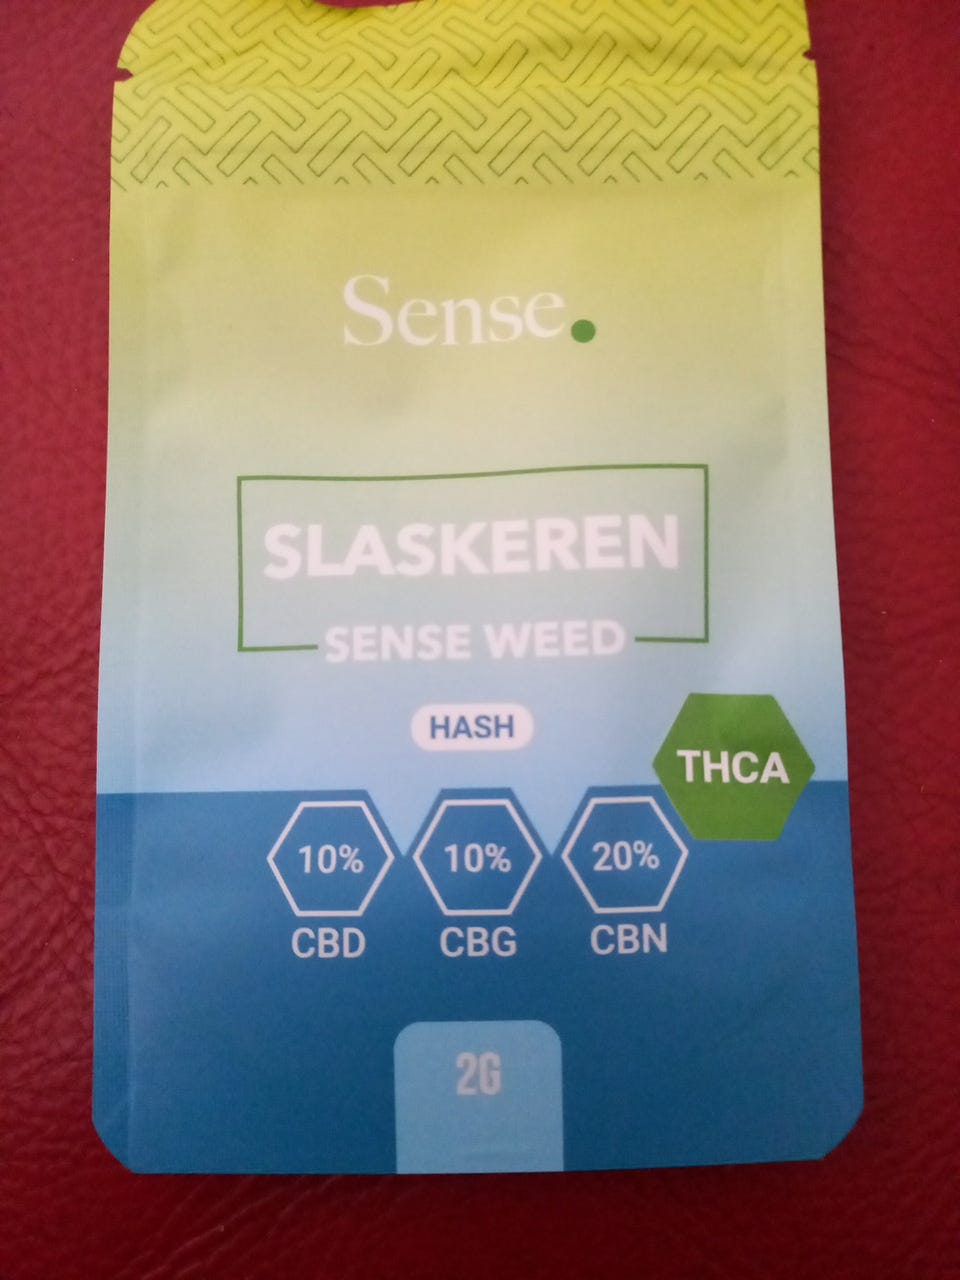 Sense.
SLASKEREN
SENSE WEED
HASH
THCA
10% 10% 20%
CBD CBG CBN
2G